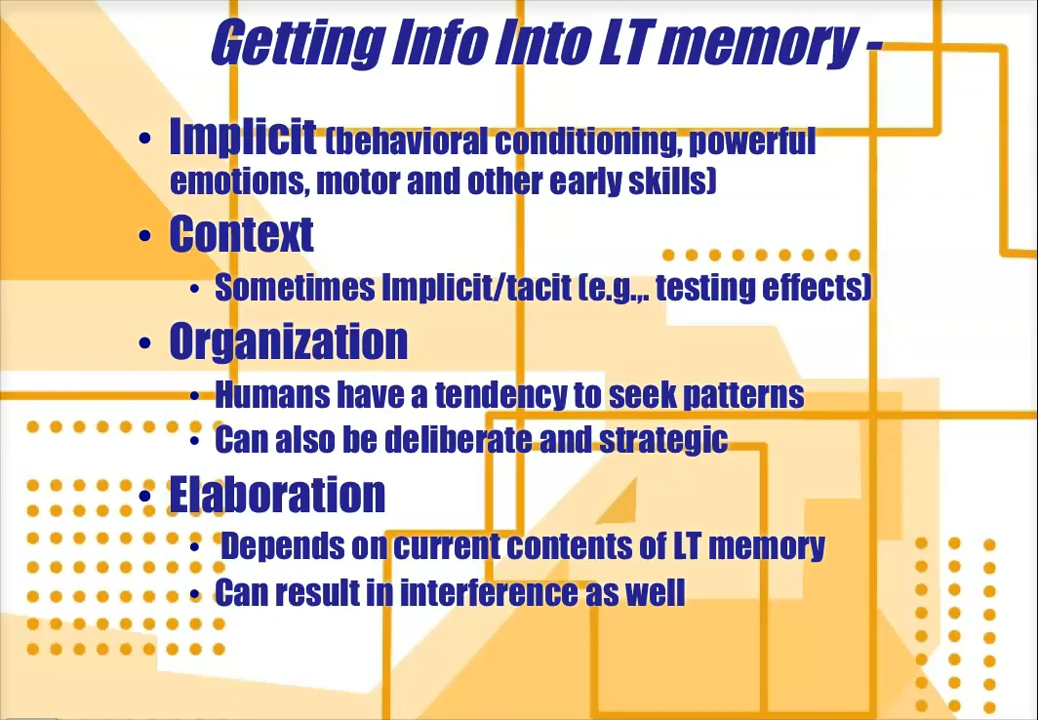 Getting Info Into LT memory -
• Implicit (behavioral conditioning, powerful
emotions, motor and other early skills)
• Context
• Sometimes Implicit/tacit (e.g.,. testing effects)
• Organization
• Humans have a tendency to seek patterns
• Can also be deliberate and strategic
• Elaboration
• Depends on current contents of LT memory
• Can result in interference as well